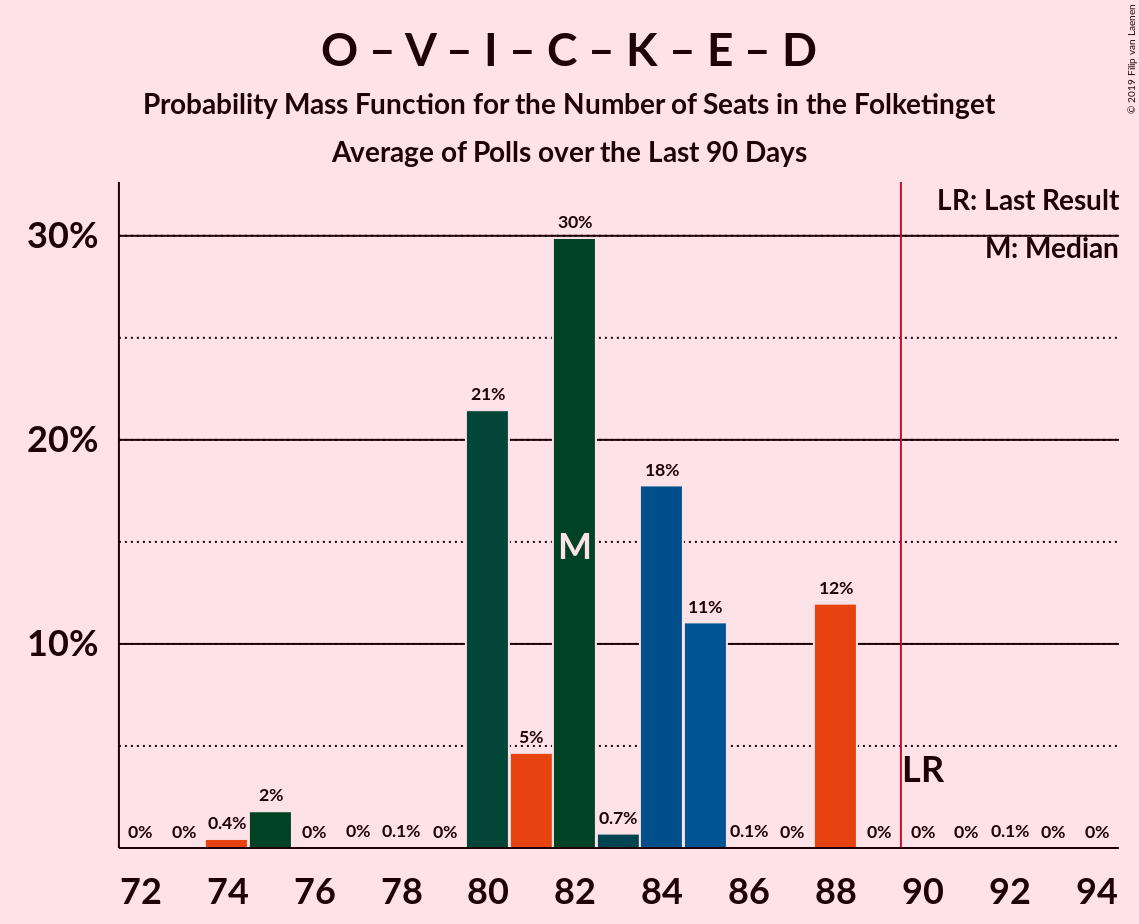 O – V – I – C – K – E – D
Probability Mass Function for the Number of Seats in the Folketinget
Average of Polls over the Last 90 Days
© 2019 Filip van Laenen
LR: Last Result
M: Median
30%
20%
10%
0%
0%
0.4%
2%
0%
0%
0.1%
0%
21%
5%
30%
0.7%
18%
11%
0.1%
0%
12%
0%
0%
0%
0.1%
0%
0%
M
LR
72 74 76 78 80 82 84 86 88 90 92 94